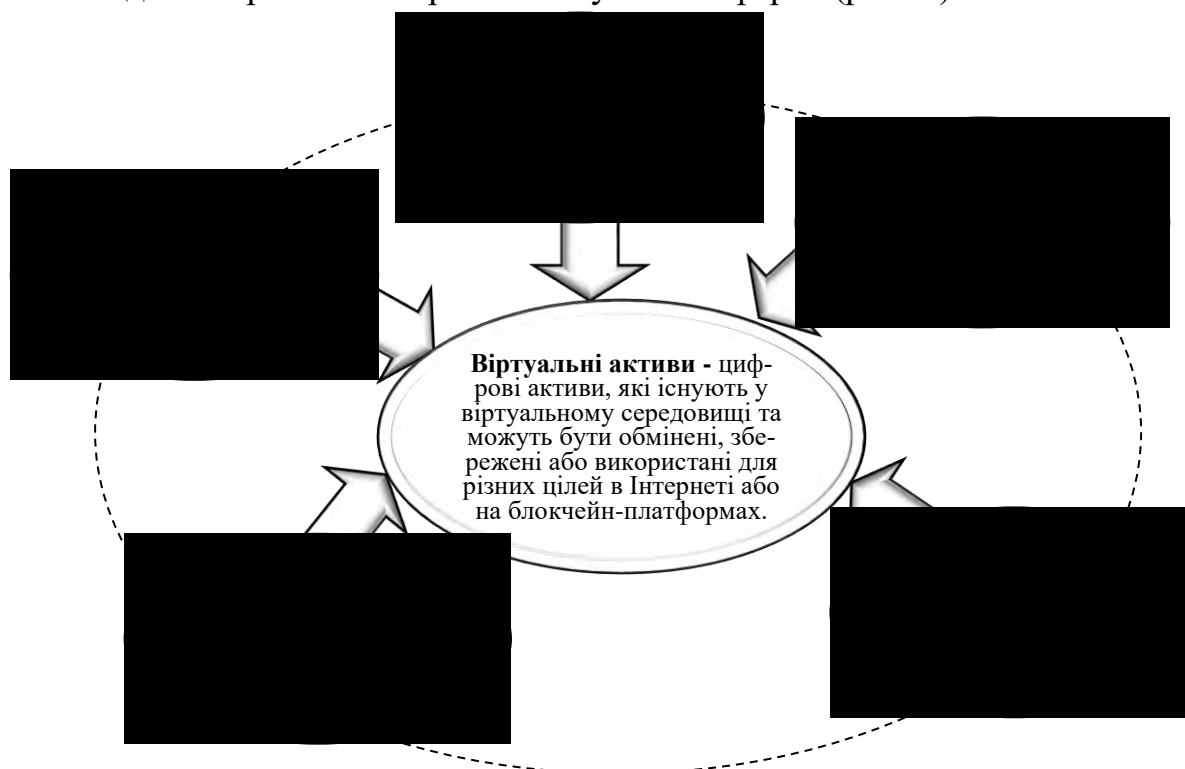 Віртуальні активи - циф-
рові активи, які існують у
віртуальному середовищі та
можуть бути обмінені, збе-
режені або використані для
різних цілей в Інтернеті або
на блокчейн-платформах.